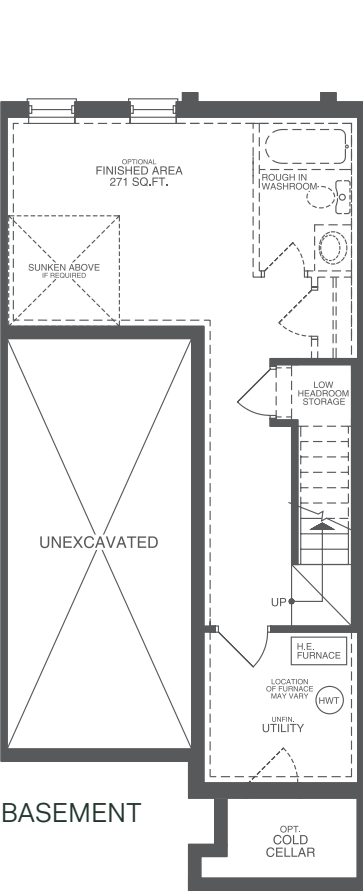 OPTIONAL
FINISHED AREA
271 SQ.FT.
ROUGH IN
WASHROOM
SUNKEN ABOVE
IF REQUIRED
LOW
HEADROOM
STORAGE
UNEXCAVATED
UP
H.E.
FURNACE
LOCATION
OF FURNACE
MAY VARY
HWT
UNFIN.
UTILITY
BASEMENT
OPT.
COLD
CELLAR